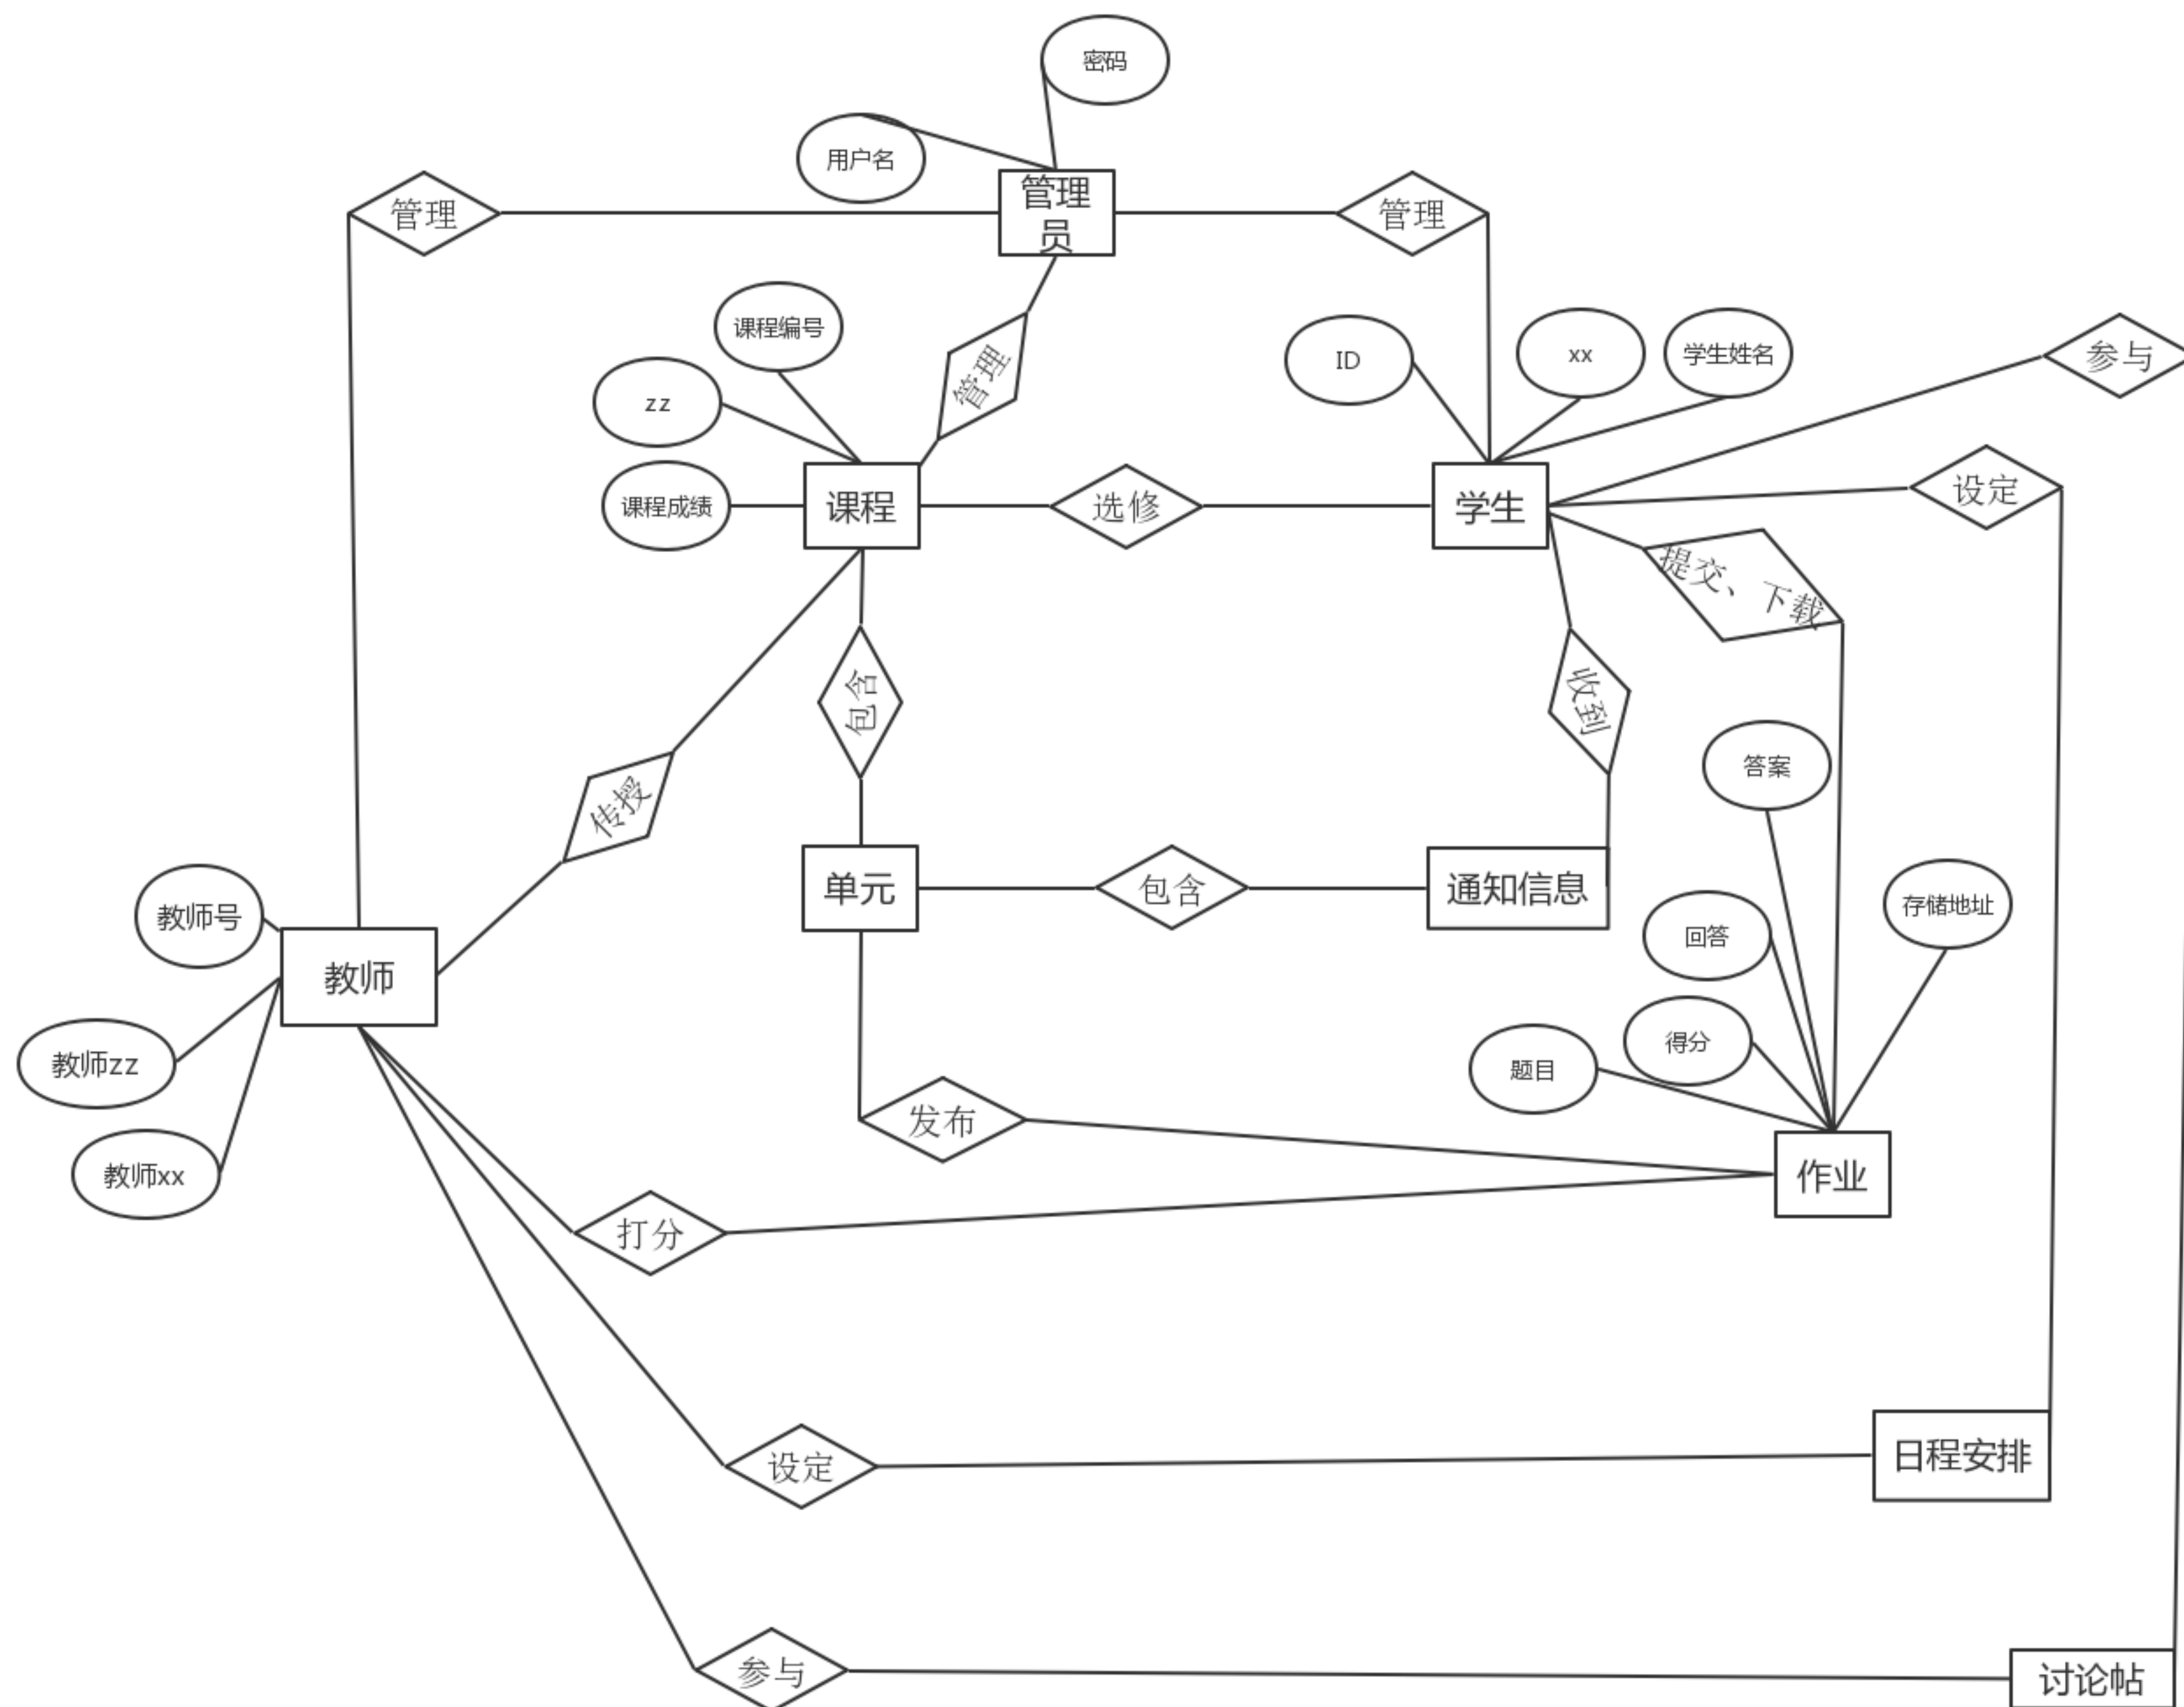 密码
用户名
管理
管理
员
管理
课程编号
管理
ID
xx
学生姓名
参与
zz
课程成绩
课程
选修
学生
设定
提交、下载
包含
收到
答案
传授
教师号
单元
包含
通知信息
存储地址
回答
教师
教师zz
题目
得分
发布
教师xx
作业
打分
设定
日程安排
参与
讨论帖